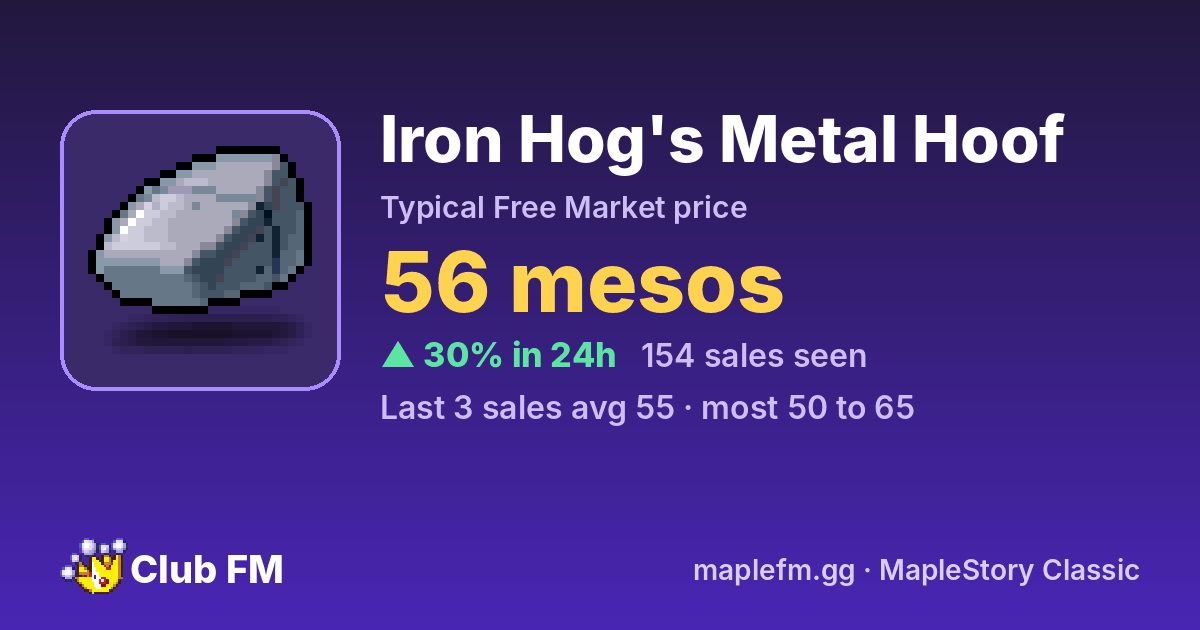 Iron Hog's Metal Hoof
Typical Free Market price
56 mesos
▲ 30% in 24h 154 sales seen
Last 3 sales avg 55 · most 50 to 65
Club FM
maplefm.gg · MapleStory Classic